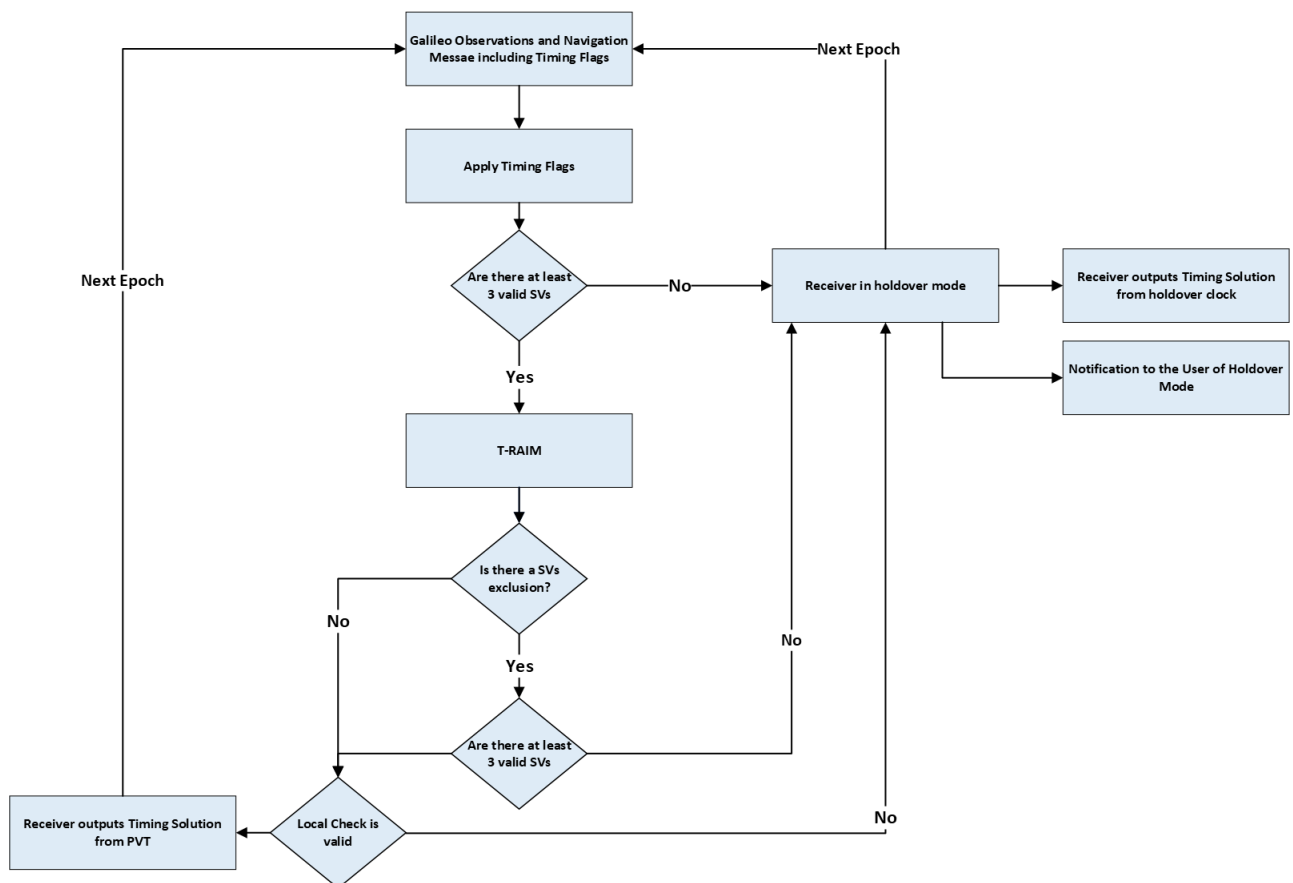 Galileo Observations and Navigation
Messae including Timing Flags
Next Epoch
Apply Timing Flags
Next Epoch
Are there at least
3 valid SVs
No
Receiver in holdover mode
Receiver outputs Timing Solution
from holdover clock
Yes
Notification to the User of Holdover
Mode
T-RAIM
Is there a SVs
exclusion?
No
No
Yes
Are there at least
3 valid SVs
Receiver outputs Timing Solution
from PVT
Local Check is
valid
No